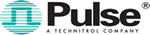 Pulse®
A TECHNITROL COMPANY